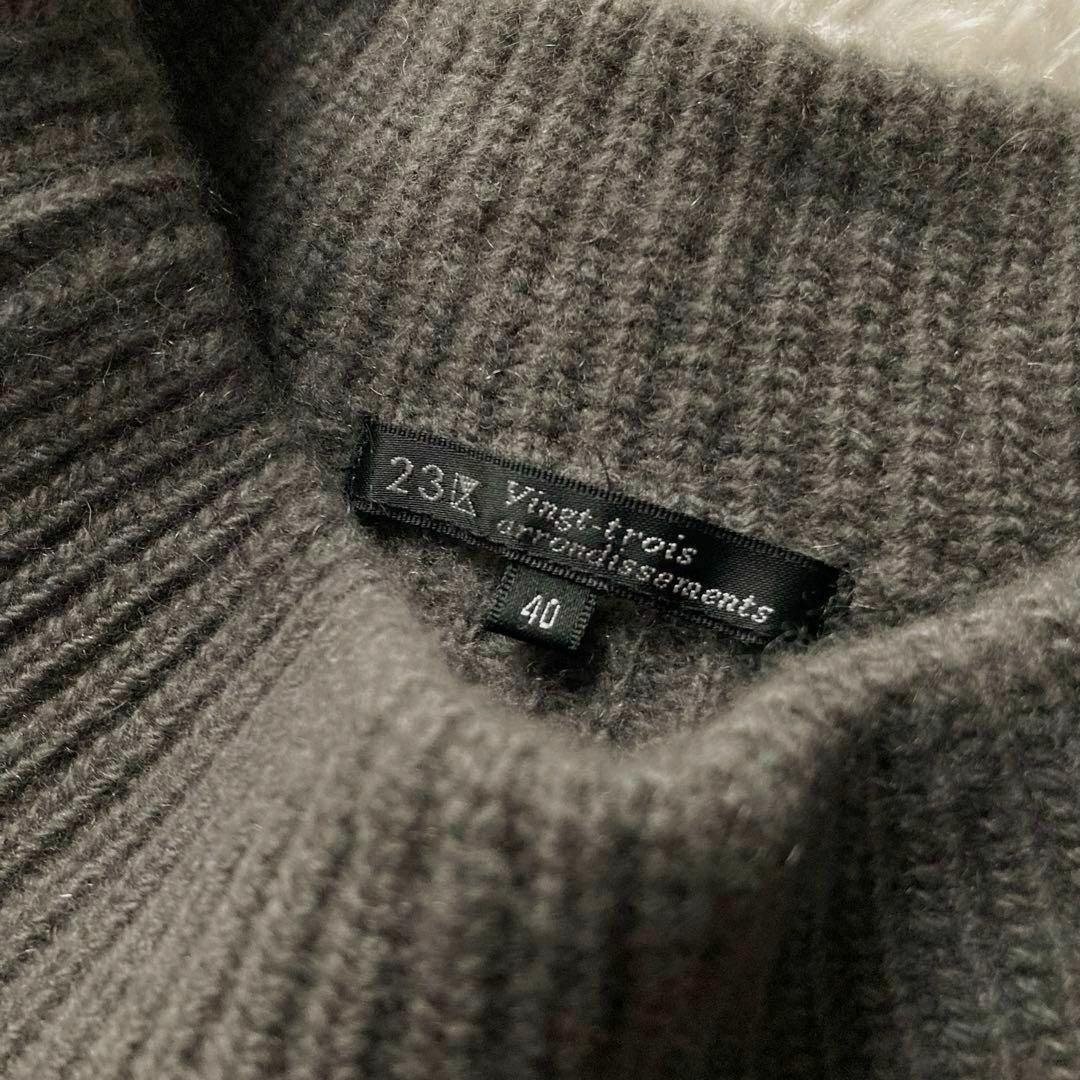 23区 Vingt-trois
arrondissements
40